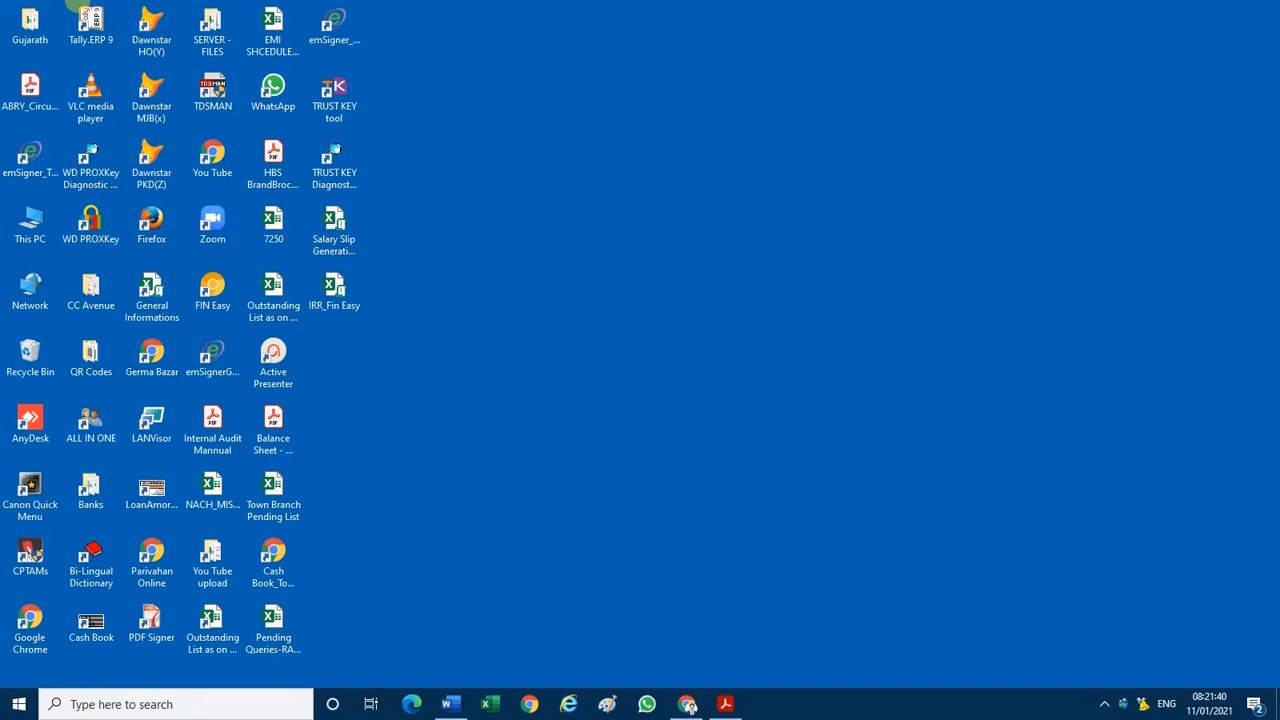 Gujarath
Tally.ERP 9
Dawnstar
HO(Y)
SERVER -
FILES
EMI
SHCEDULE...
emSigner_...
ABRY_Circu...
VLC media
player
Dawnstar
MJB(x)
TDSMAN
WhatsApp
TRUST KEY
tool
emSigner_T...
WD PROXKey
Diagnostic ...
Dawnstar
PKD(Z)
You Tube
HBS
BrandBroc...
TRUST KEY
Diagnost...
This PC
WD PROXKey
Firefox
Zoom
7250
Salary Slip
Generati...
Network
CC Avenue
General
Informations
FIN Easy
Outstanding
List as on ...
IRR_Fin Easy
Recycle Bin
QR Codes
Germa Bazar
emSignerG...
Active
Presenter
AnyDesk
ALL IN ONE
LANVisor
Internal Audit
Mannual
Balance
Sheet - ...
Canon Quick
Menu
Banks
LoanAmor...
NACH_MIS...
Town Branch
Pending List
CPTAMs
Bi-Lingual
Dictionary
Parivahan
Online
You Tube
upload
Cash
Book_To...
Google
Chrome
Cash Book
PDF Signer
Outstanding
List as on ...
Pending
Queries-RA...
Type here to search
ENG
08:21:40
11/01/2021
2